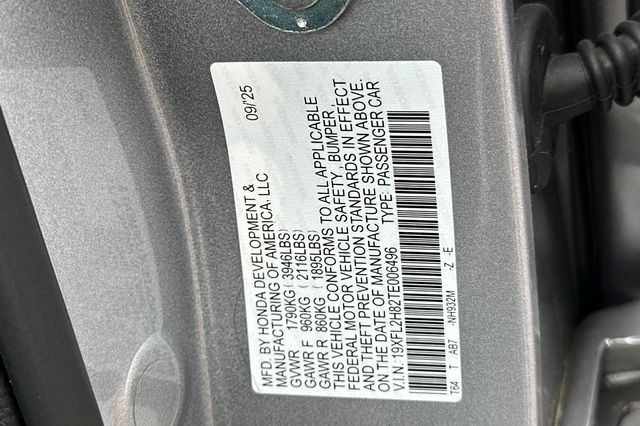 09/'25
MFD. BY HONDA DEVELOPMENT &
MANUFACTURING OF AMERICA, LLC
GVWR 1790KG ( 3946LBS)
GAWR F 960KG ( 2116LBS)
GAWR R 860KG ( 1895LBS)
THIS VEHICLE CONFORMS TO ALL APPLICABLE
FEDERAL MOTOR VEHICLE SAFETY, BUMPER,
AND THEFT PREVENTION STANDARDS IN EFFECT
ON THE DATE OF MANUFACTURE SHOWN ABOVE.
V.I.N.:19XFL2H82TE006496 TYPE: PASSENGER CAR
T64 T AB7 -NH932M -Z -E